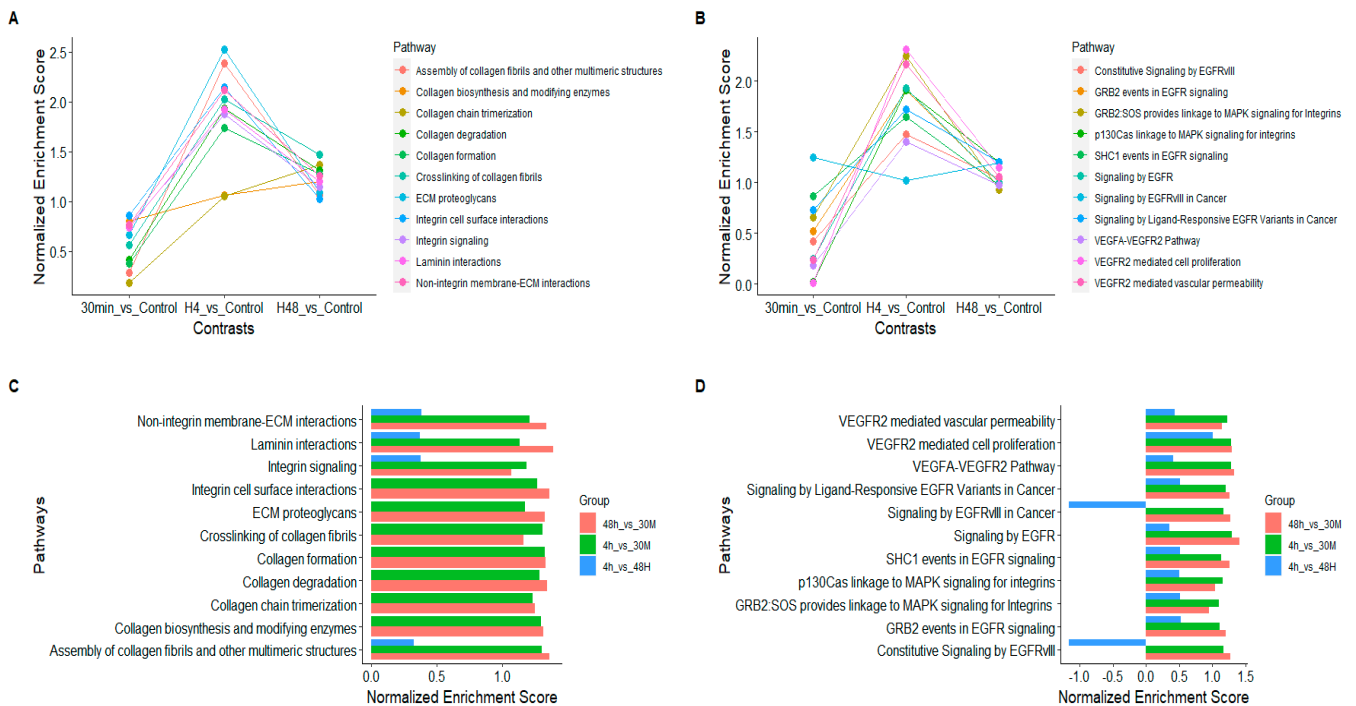 A
Normalized Enrichment Score
2.5
2.0
1.5
1.0
0.5
30min_vs_Control
H4_vs_Control
H48_vs_Control
Contrasts
Pathway
Assembly of collagen fibrils and other multimeric structures
Collagen biosynthesis and modifying enzymes
Collagen chain trimerization
Collagen degradation
Collagen formation
Crosslinking of collagen fibrils
ECM proteoglycans
Integrin cell surface interactions
Integrin signaling
Laminin interactions
Non-integrin membrane-ECM interactions
B
Normalized Enrichment Score
2.5
2.0
1.5
1.0
0.5
0.0
30min_vs_Control
H4_vs_Control
H48_vs_Control
Contrasts
Pathway
Constitutive Signaling by EGFRvIII
GRB2 events in EGFR signaling
GRB2:SOS provides linkage to MAPK signaling for Integrins
p130Cas linkage to MAPK signaling for integrins
SHC1 events in EGFR signaling
Signaling by EGFR
Signaling by EGFRvIII in Cancer
Signaling by Ligand-Responsive EGFR Variants in Cancer
VEGFA-VEGFR2 Pathway
VEGFR2 mediated cell proliferation
VEGFR2 mediated vascular permeability
C
Pathways
Non-integrin membrane-ECM interactions
Laminin interactions
Integrin signaling
Integrin cell surface interactions
ECM proteoglycans
Crosslinking of collagen fibrils
Collagen formation
Collagen degradation
Collagen chain trimerization
Collagen biosynthesis and modifying enzymes
Assembly of collagen fibrils and other multimeric structures
0.0
0.5
1.0
Normalized Enrichment Score
Group
48h_vs_30M
4h_vs_30M
4h_vs_48H
D
Pathways
VEGFR2 mediated vascular permeability
VEGFR2 mediated cell proliferation
VEGFA-VEGFR2 Pathway
Signaling by Ligand-Responsive EGFR Variants in Cancer
Signaling by EGFRvIII in Cancer
Signaling by EGFR
SHC1 events in EGFR signaling
p130Cas linkage to MAPK signaling for integrins
GRB2:SOS provides linkage to MAPK signaling for Integrins
GRB2 events in EGFR signaling
Constitutive Signaling by EGFRvIII
-1.0
-0.5
0.0
0.5
1.0
1.5
Normalized Enrichment Score
Group
48h_vs_30M
4h_vs_30M
4h_vs_48H